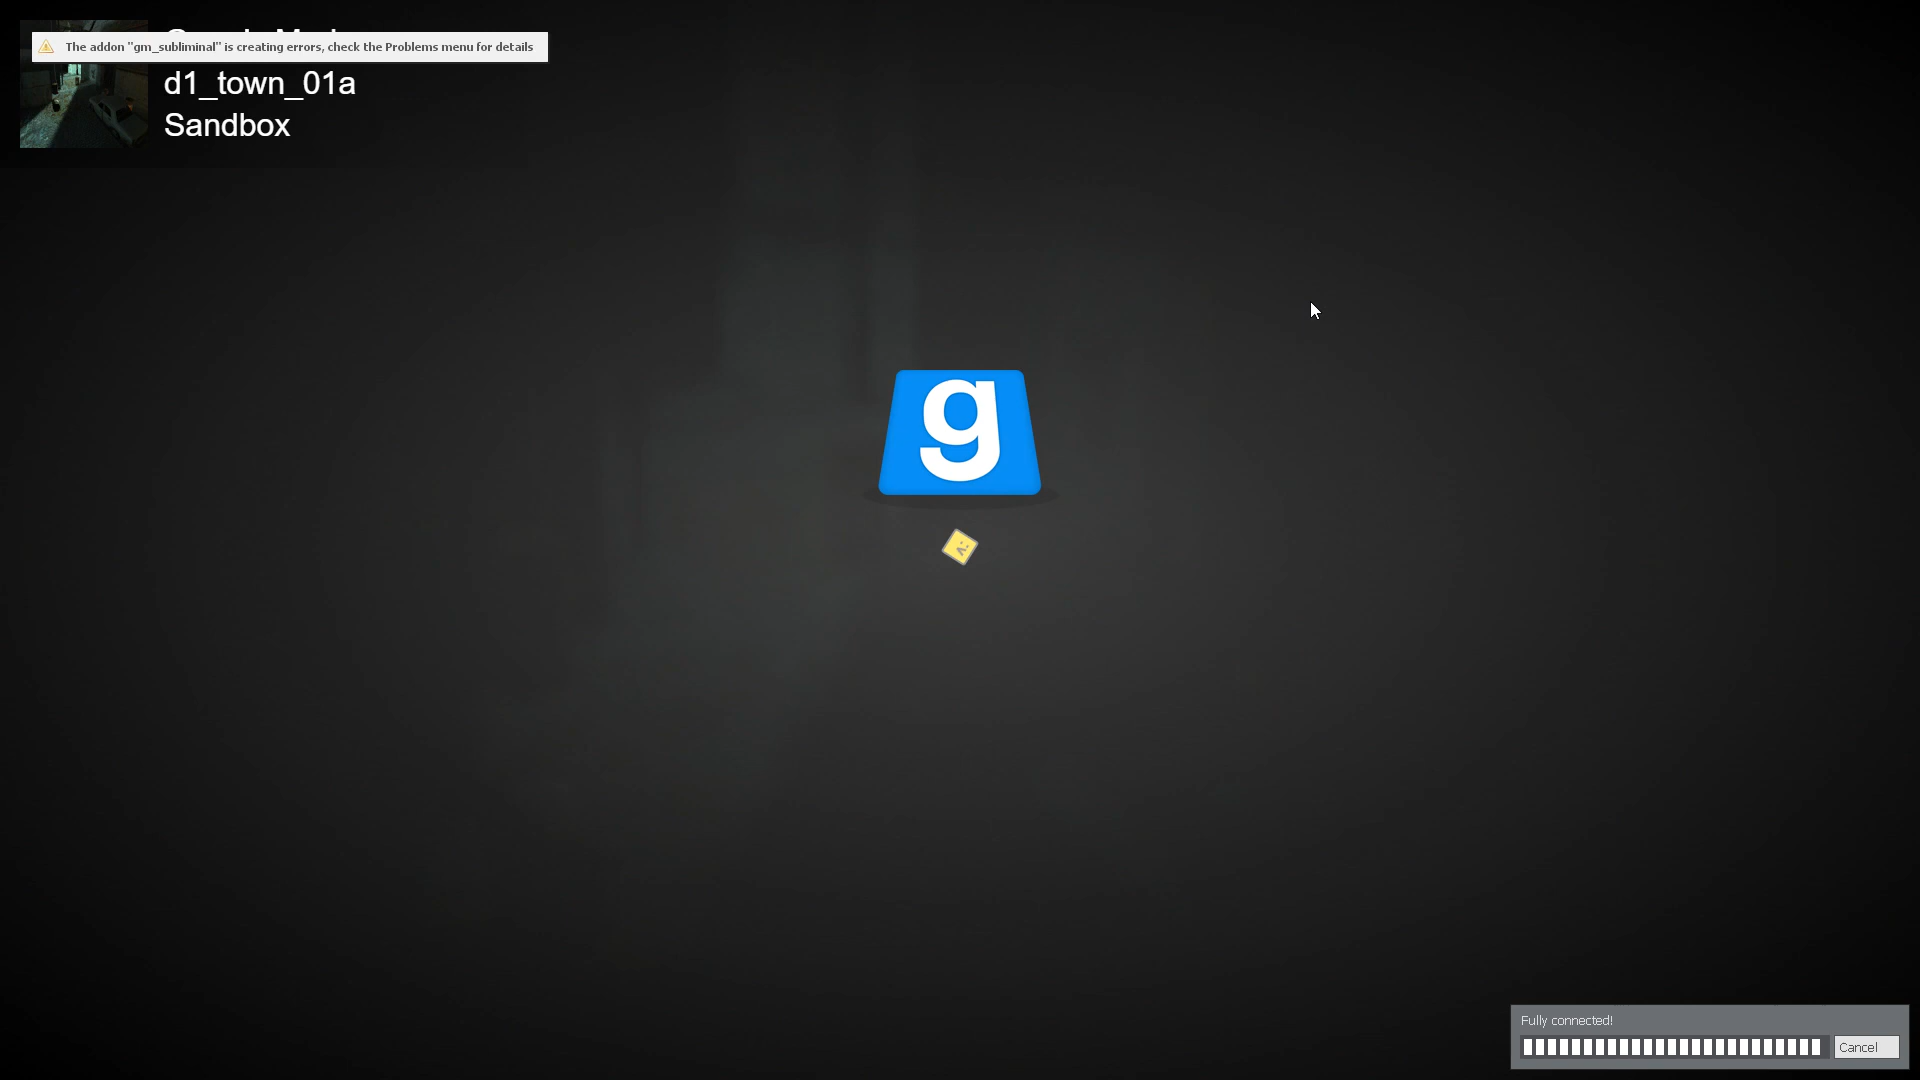 The addon "gm_subliminal" is creating errors, check the Problems menu for details
d1_town_01a
Sandbox
g
Fully connected!
Cancel